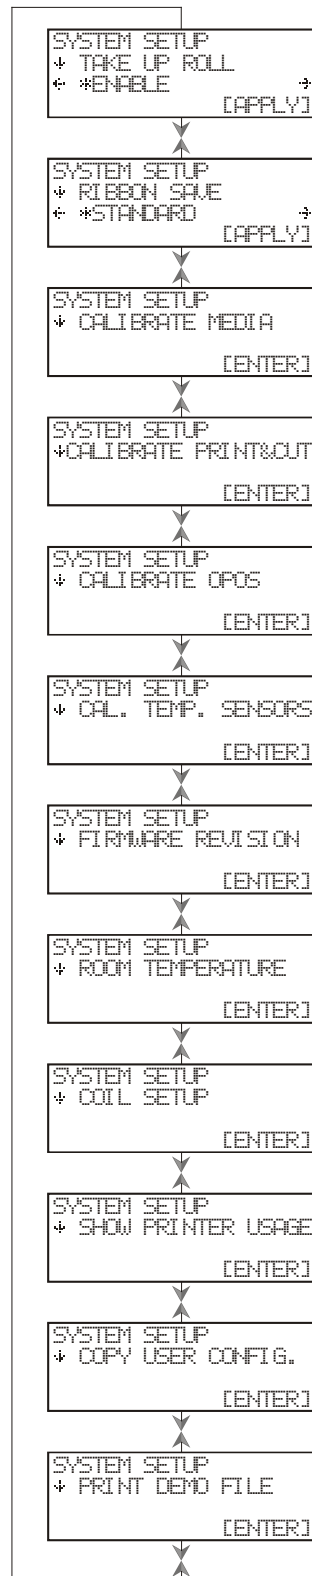 SYSTEM SETUP
↓ TAKE UP ROLL
← *ENABLE →
[APPLY]
SYSTEM SETUP
↓ RIBBON SAVE
← *STANDARD →
[APPLY]
SYSTEM SETUP
↓ CALIBRATE MEDIA
[ENTER]
SYSTEM SETUP
↓CALIBRATE PRINT&CUT
[ENTER]
SYSTEM SETUP
↓ CALIBRATE OPOS
[ENTER]
SYSTEM SETUP
↓ CAL. TEMP. SENSORS
[ENTER]
SYSTEM SETUP
↓ FIRMWARE REVISION
[ENTER]
SYSTEM SETUP
↓ ROOM TEMPERATURE
[ENTER]
SYSTEM SETUP
↓ COIL SETUP
[ENTER]
SYSTEM SETUP
↓ SHOW PRINTER USAGE
[ENTER]
SYSTEM SETUP
↓ COPY USER CONFIG.
[ENTER]
SYSTEM SETUP
↓ PRINT DEMO FILE
[ENTER]